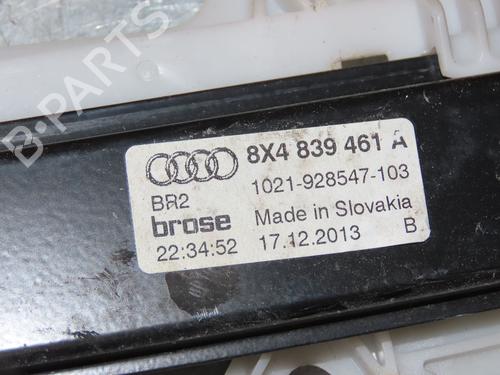 B-PARTS
8X4 839 461 A
1021-928547-103
BR2
brose Made in Slovakia
22:34:52 17.12.2013 B